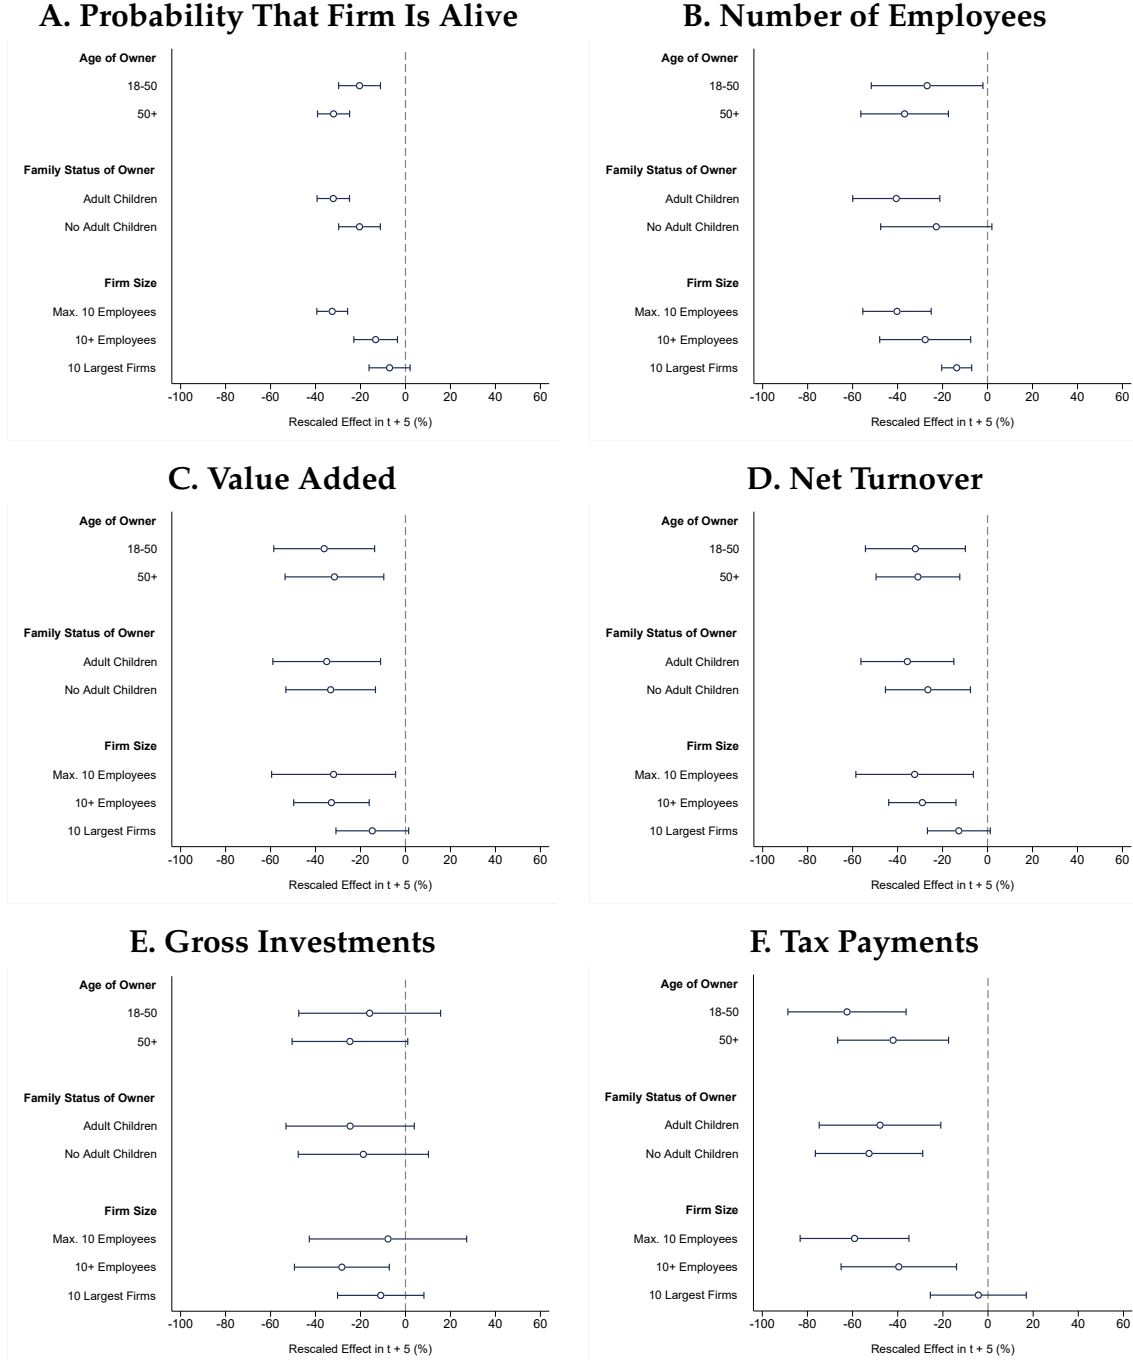 A. Probability That Firm Is Alive
Age of Owner
18-50
50+
Family Status of Owner
Adult Children
No Adult Children
Firm Size
Max. 10 Employees
10+ Employees
10 Largest Firms
-100 -80 -60 -40 -20 0 20 40 60
Rescaled Effect in t + 5 (%)
B. Number of Employees
Age of Owner
18-50
50+
Family Status of Owner
Adult Children
No Adult Children
Firm Size
Max. 10 Employees
10+ Employees
10 Largest Firms
-100 -80 -60 -40 -20 0 20 40 60
Rescaled Effect in t + 5 (%)
C. Value Added
Age of Owner
18-50
50+
Family Status of Owner
Adult Children
No Adult Children
Firm Size
Max. 10 Employees
10+ Employees
10 Largest Firms
-100 -80 -60 -40 -20 0 20 40 60
Rescaled Effect in t + 5 (%)
D. Net Turnover
Age of Owner
18-50
50+
Family Status of Owner
Adult Children
No Adult Children
Firm Size
Max. 10 Employees
10+ Employees
10 Largest Firms
-100 -80 -60 -40 -20 0 20 40 60
Rescaled Effect in t + 5 (%)
E. Gross Investments
Age of Owner
18-50
50+
Family Status of Owner
Adult Children
No Adult Children
Firm Size
Max. 10 Employees
10+ Employees
10 Largest Firms
-100 -80 -60 -40 -20 0 20 40 60
Rescaled Effect in t + 5 (%)
F. Tax Payments
Age of Owner
18-50
50+
Family Status of Owner
Adult Children
No Adult Children
Firm Size
Max. 10 Employees
10+ Employees
10 Largest Firms
-100 -80 -60 -40 -20 0 20 40 60
Rescaled Effect in t + 5 (%)